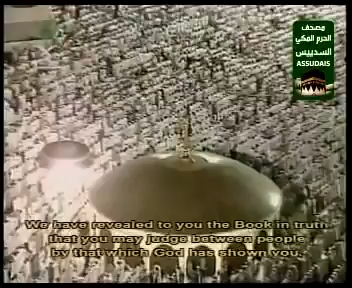 مصحف
الحرم المكي
السديس
ASSUDAIS
We have revealed to you the Book in truth
that you may judge between people
by that which God has shown you.